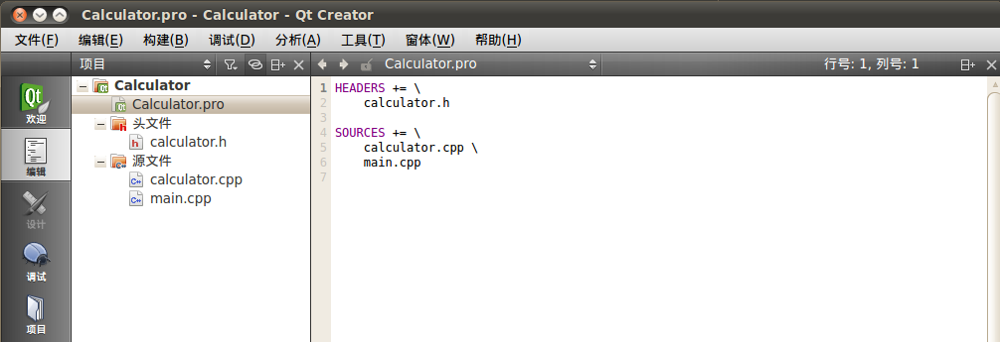 Calculator.pro - Calculator - Qt Creator
文件(F) 编辑(E) 构建(B) 调试(D) 分析(A) 工具(T) 窗体(W) 帮助(H)
项目 Calculator.pro 行号: 1, 列号: 1
Qt
欢迎
编辑
设计
调试
项目
Calculator
Calculator.pro
头文件
calculator.h
源文件
calculator.cpp
main.cpp
1 HEADERS += \
2 calculator.h
3
4 SOURCES += \
5 calculator.cpp \
6 main.cpp
7